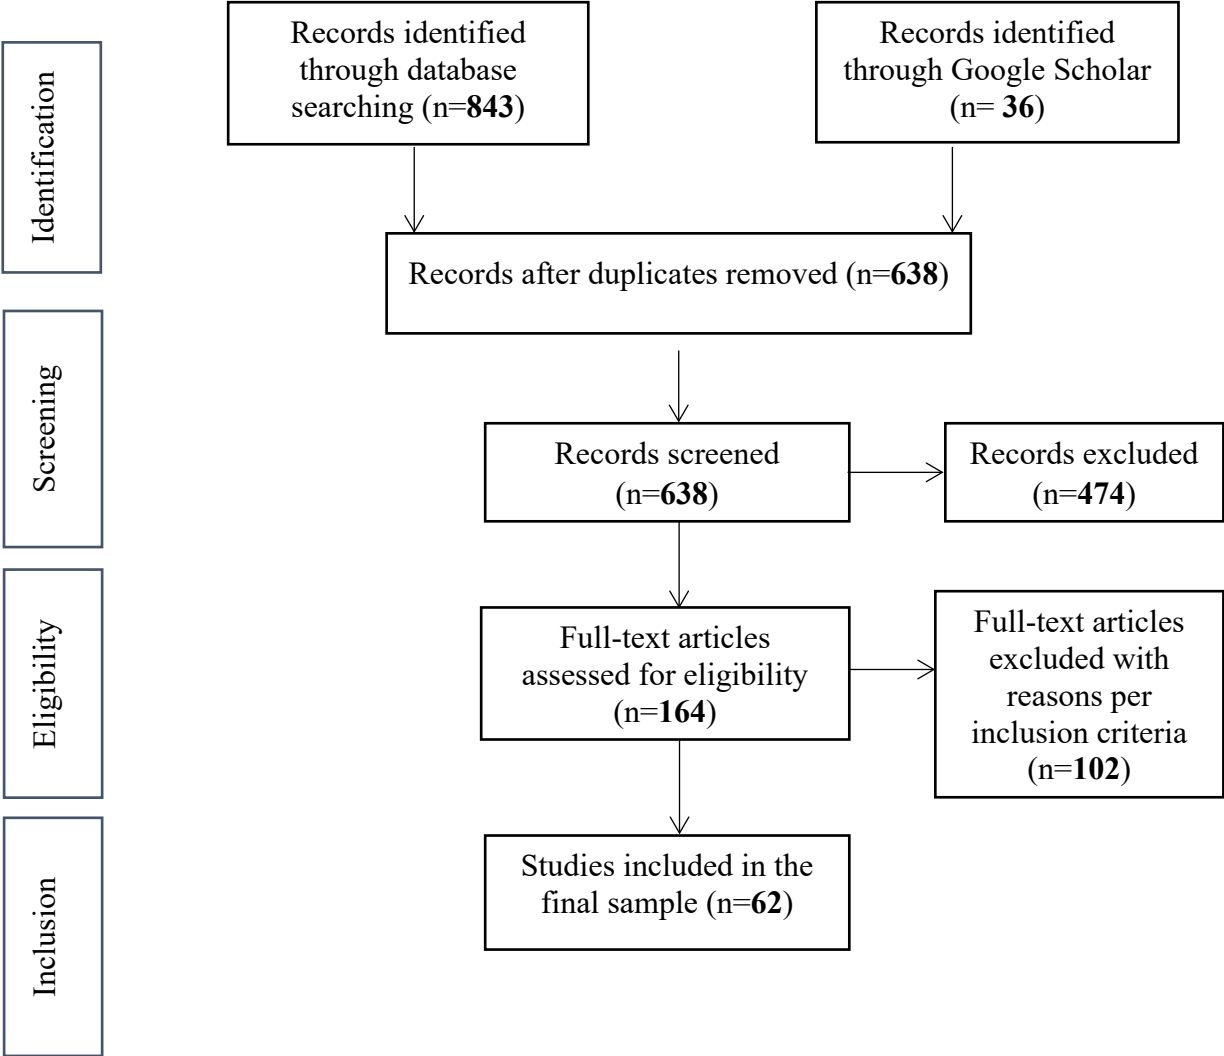 Identification
Records identified
through database
searching (n=843)
Records identified
through Google Scholar
(n= 36)
Records after duplicates removed (n=638)
Screening
Records screened
(n=638)
Records excluded
(n=474)
Eligibility
Full-text articles
assessed for eligibility
(n=164)
Full-text articles
excluded with
reasons per
inclusion criteria
(n=102)
Inclusion
Studies included in the
final sample (n=62)